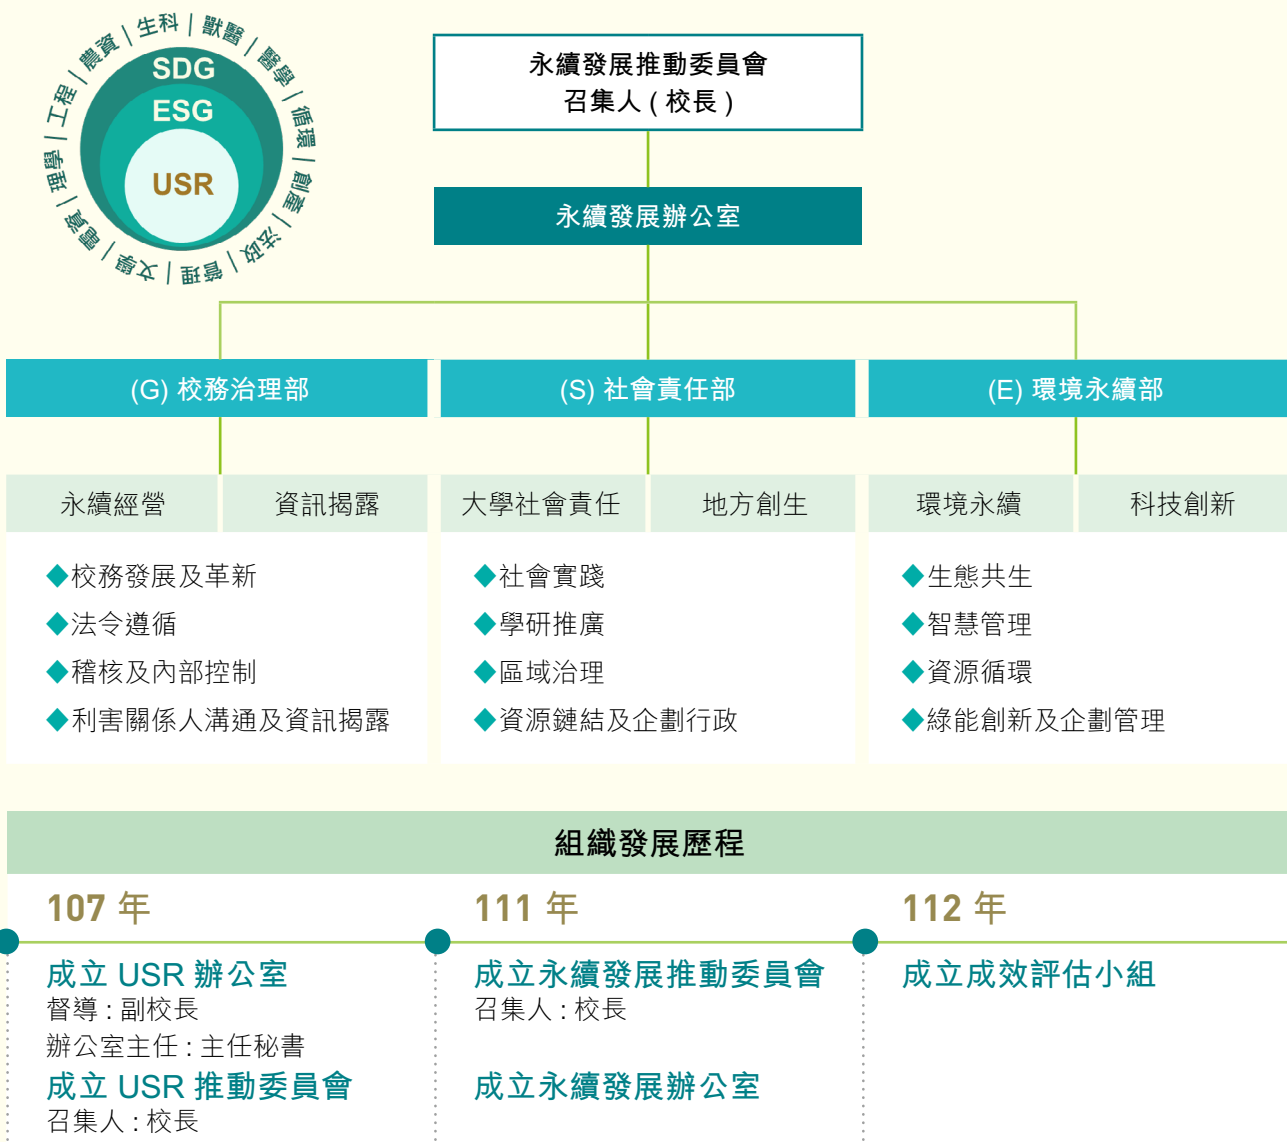 生科|獸醫|醫學|循環|創產|法政|管理|文學|電資|理學|工程|農資|
SDG
ESG
USR
永續發展推動委員會
召集人 ( 校長 )
永續發展辦公室
(G) 校務治理部
(S) 社會責任部
(E) 環境永續部
永續經營
資訊揭露
大學社會責任
地方創生
環境永續
科技創新
◆校務發展及革新
◆法令遵循
◆稽核及內部控制
◆利害關係人溝通及資訊揭露
◆社會實踐
◆學研推廣
◆區域治理
◆資源鏈結及企劃行政
◆生態共生
◆智慧管理
◆資源循環
◆綠能創新及企劃管理
組織發展歷程
107 年
成立 USR 辦公室
督導 : 副校長
辦公室主任 : 主任秘書
成立 USR 推動委員會
召集人 : 校長
111 年
成立永續發展推動委員會
召集人 : 校長
成立永續發展辦公室
112 年
成立成效評估小組